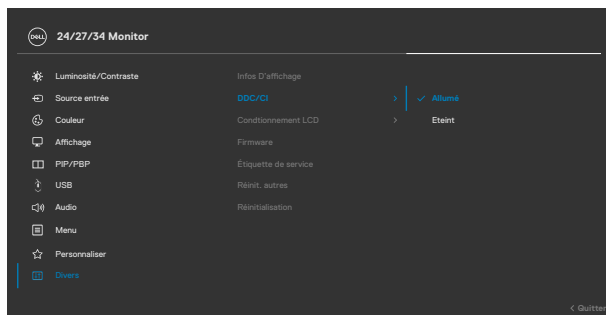 DELL 24/27/34 Monitor
Luminosité/Contraste Infos D'affichage
Source entrée DDC/CI Allumé
Couleur Condtionnement LCD Eteint
Affichage Firmware
PIP/PBP Étiquette de service
USB Réinit. autres
Audio Réinitialisation
Menu
Personnaliser
Divers
Quitter